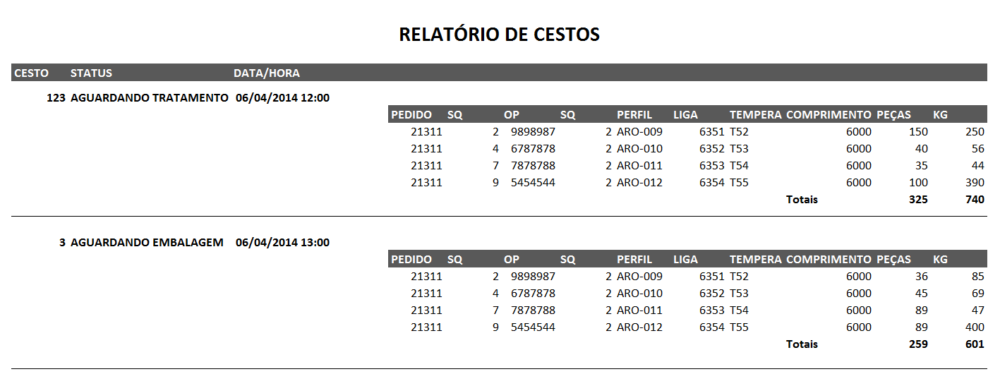 RELATÓRIO DE CESTOS
CESTO STATUS DATA/HORA
123 AGUARDANDO TRATAMENTO 06/04/2014 12:00
PEDIDO SQ OP SQ PERFIL LIGA TEMPERA COMPRIMENTO PEÇAS KG
21311 2 9898987 2 ARO-009 6351 T52 6000 150 250
21311 4 6787878 2 ARO-010 6352 T53 6000 40 56
21311 7 7878788 2 ARO-011 6353 T54 6000 35 44
21311 9 5454544 2 ARO-012 6354 T55 6000 100 390
Totais 325 740
3 AGUARDANDO EMBALAGEM 06/04/2014 13:00
PEDIDO SQ OP SQ PERFIL LIGA TEMPERA COMPRIMENTO PEÇAS KG
21311 2 9898987 2 ARO-009 6351 T52 6000 36 85
21311 4 6787878 2 ARO-010 6352 T53 6000 45 69
21311 7 7878788 2 ARO-011 6353 T54 6000 89 47
21311 9 5454544 2 ARO-012 6354 T55 6000 89 400
Totais 259 601